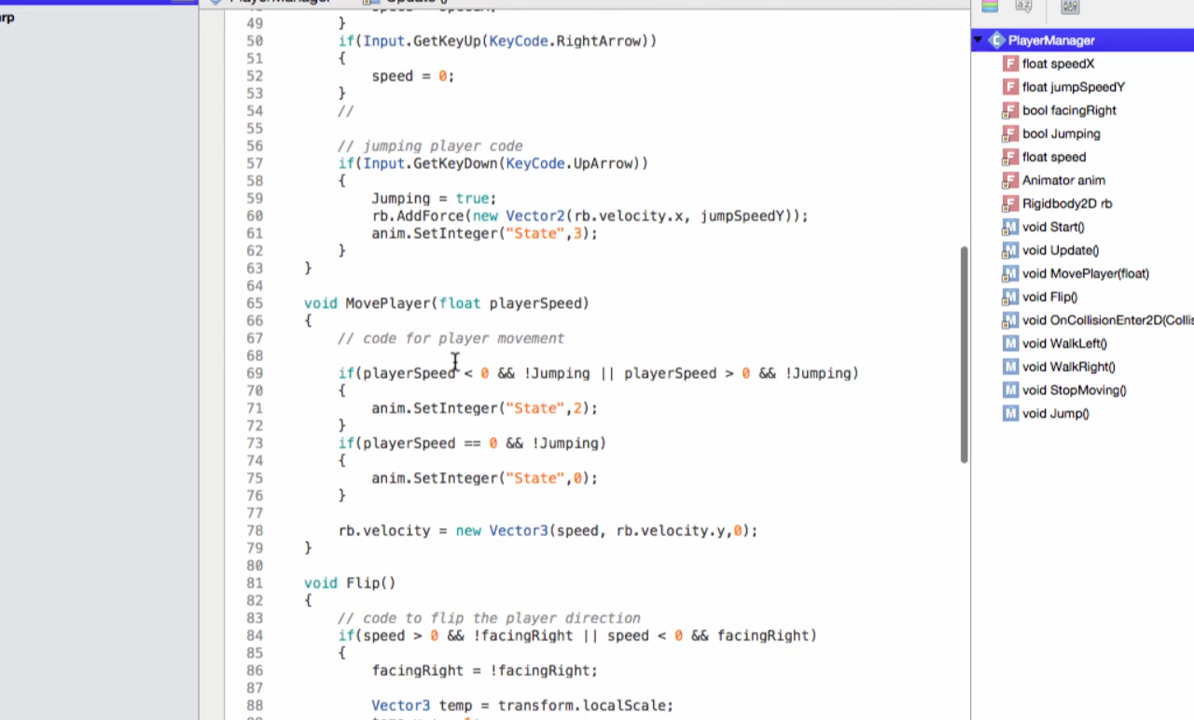 rp
49 }
50 if(Input.GetKeyUp(KeyCode.RightArrow))
51 {
52 speed = 0;
53 }
54 //
55
56 // jumping player code
57 if(Input.GetKeyDown(KeyCode.UpArrow))
58 {
59 Jumping = true;
60 rb.AddForce(new Vector2(rb.velocity.x, jumpSpeedY));
61 anim.SetInteger("State",3);
62 }
63 }
64
65 void MovePlayer(float playerSpeed)
66 {
67 // code for player movement
68
69 if(playerSpeed < 0 && !Jumping || playerSpeed > 0 && !Jumping)
70 {
71 anim.SetInteger("State",2);
72 }
73 if(playerSpeed == 0 && !Jumping)
74 {
75 anim.SetInteger("State",0);
76 }
77
78 rb.velocity = new Vector3(speed, rb.velocity.y,0);
79 }
80
81 void Flip()
82 {
83 // code to flip the player direction
84 if(speed > 0 && !facingRight || speed < 0 && facingRight)
85 {
86 facingRight = !facingRight;
87
88 Vector3 temp = transform.localScale;
PlayerManager
float speedX
float jumpSpeedY
bool facingRight
bool Jumping
float speed
Animator anim
Rigidbody2D rb
void Start()
void Update()
void MovePlayer(float)
void Flip()
void OnCollisionEnter2D(Collis
void WalkLeft()
void WalkRight()
void StopMoving()
void Jump()